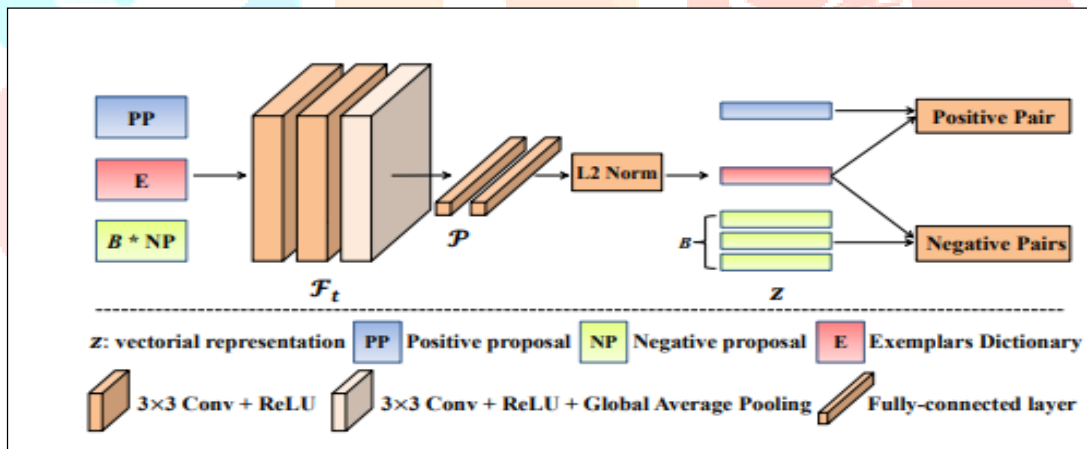 PP
E
B * NP
𝓕t
𝒫
L2 Norm
B
z
Positive Pair
Negative Pairs
z: vectorial representation PP Positive proposal NP Negative proposal E Exemplars Dictionary
3×3 Conv + ReLU 3×3 Conv + ReLU + Global Average Pooling Fully-connected layer